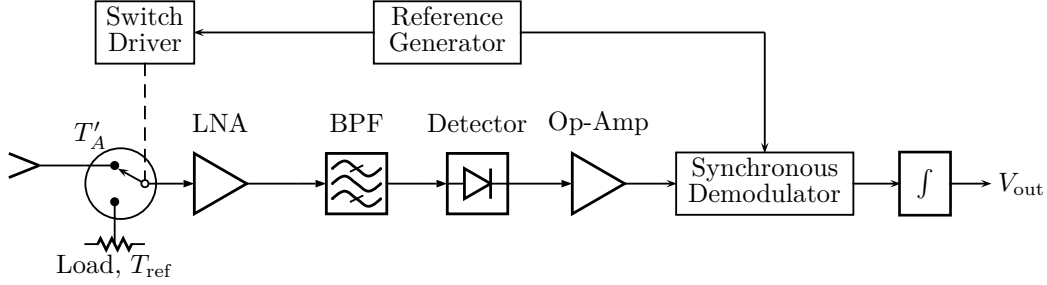 Switch
Driver
Reference
Generator
T′A
LNA
BPF
Detector
Op-Amp
Synchronous
Demodulator
∫
Vout
Load, Tref